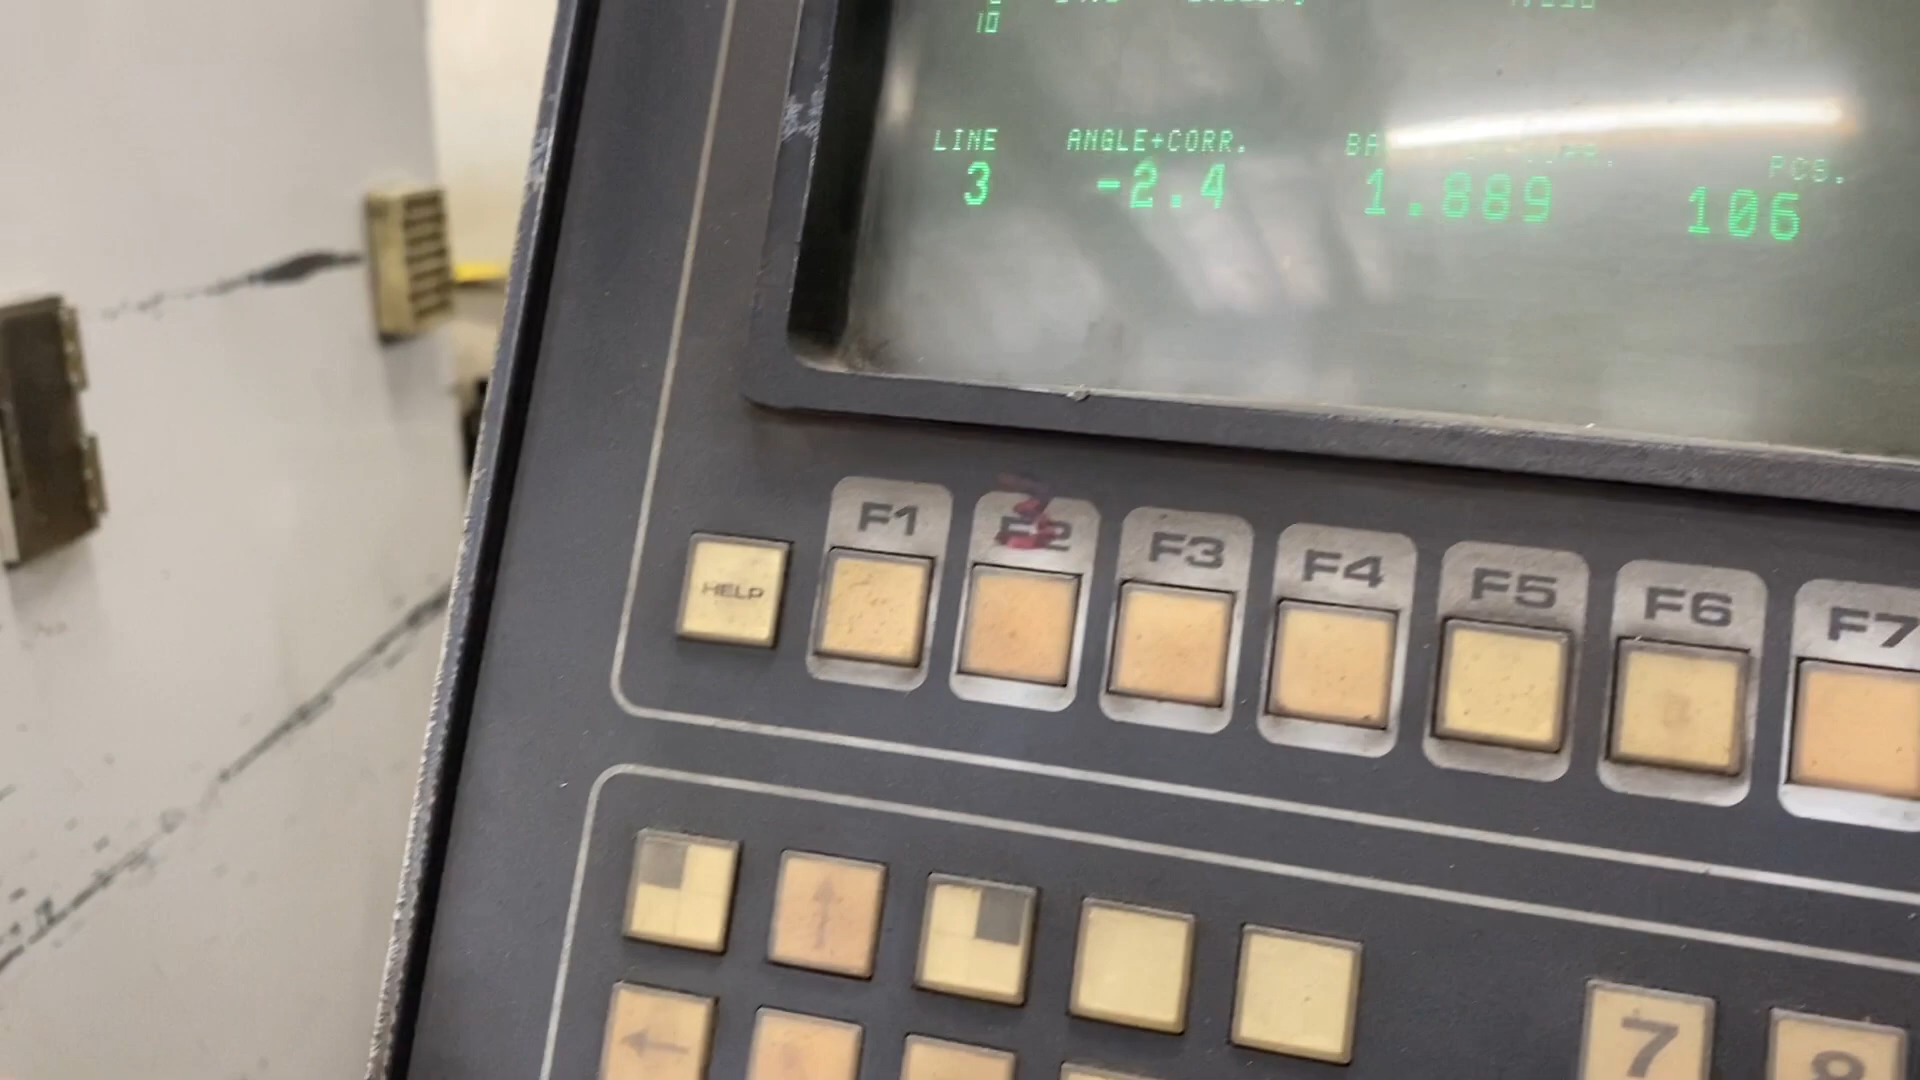 10
LINE ANGLE+CORR. PCS.
3 -2.4 1.889 106
HELP F1 F2 F3 F4 F5 F6 F7
7